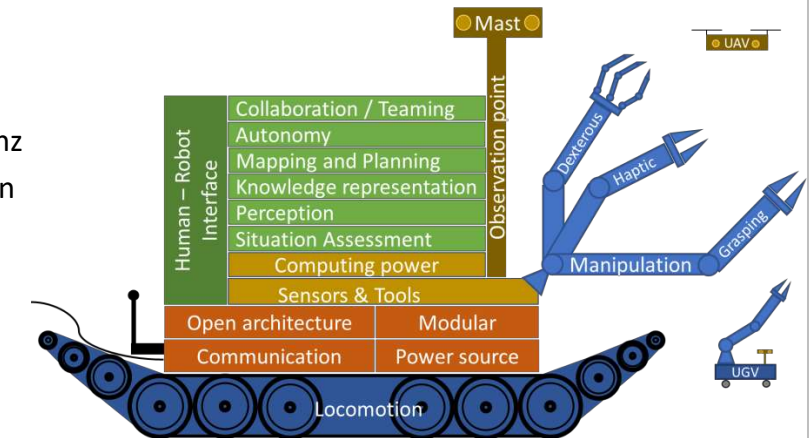 Mast
UAV
nz
n
Human – Robot
Interface
Collaboration / Teaming
Autonomy
Mapping and Planning
Knowledge representation
Perception
Situation Assessment
Computing power
Sensors & Tools
Observation point
Dexterous
Haptic
Grasping
Manipulation
Open architecture
Modular
Communication
Power source
Locomotion
UGV